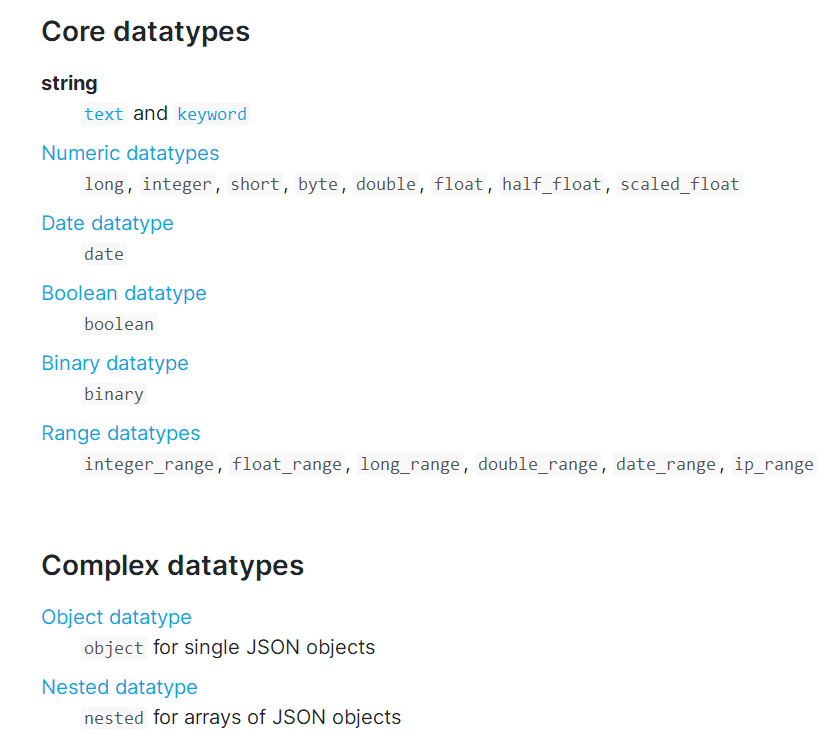 Core datatypes
string
text and keyword
Numeric datatypes
long, integer, short, byte, double, float, half_float, scaled_float
Date datatype
date
Boolean datatype
boolean
Binary datatype
binary
Range datatypes
integer_range, float_range, long_range, double_range, date_range, ip_range
Complex datatypes
Object datatype
object for single JSON objects
Nested datatype
nested for arrays of JSON objects